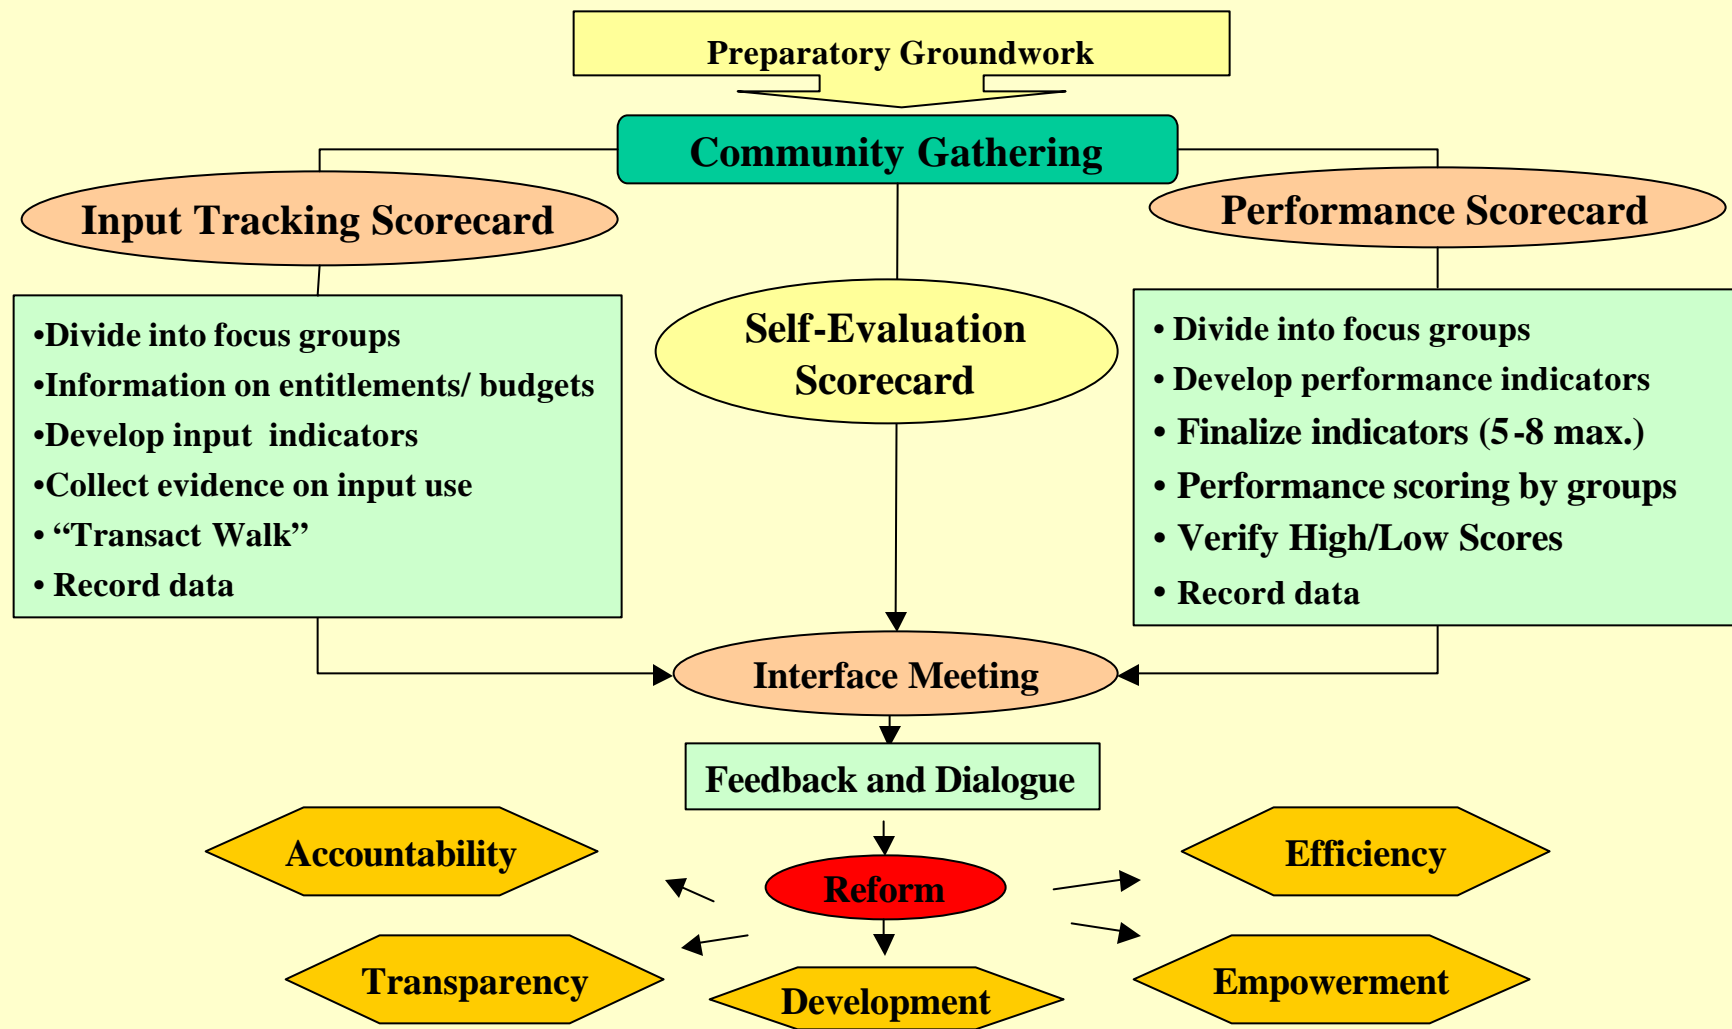 Preparatory Groundwork
Community Gathering
Input Tracking Scorecard
Performance Scorecard
Self-Evaluation
Scorecard
•Divide into focus groups
•Information on entitlements/ budgets
•Develop input indicators
•Collect evidence on input use
• “Transact Walk”
• Record data
• Divide into focus groups
• Develop performance indicators
• Finalize indicators (5-8 max.)
• Performance scoring by groups
• Verify High/Low Scores
• Record data
Interface Meeting
Feedback and Dialogue
Accountability
Reform
Efficiency
Transparency
Development
Empowerment